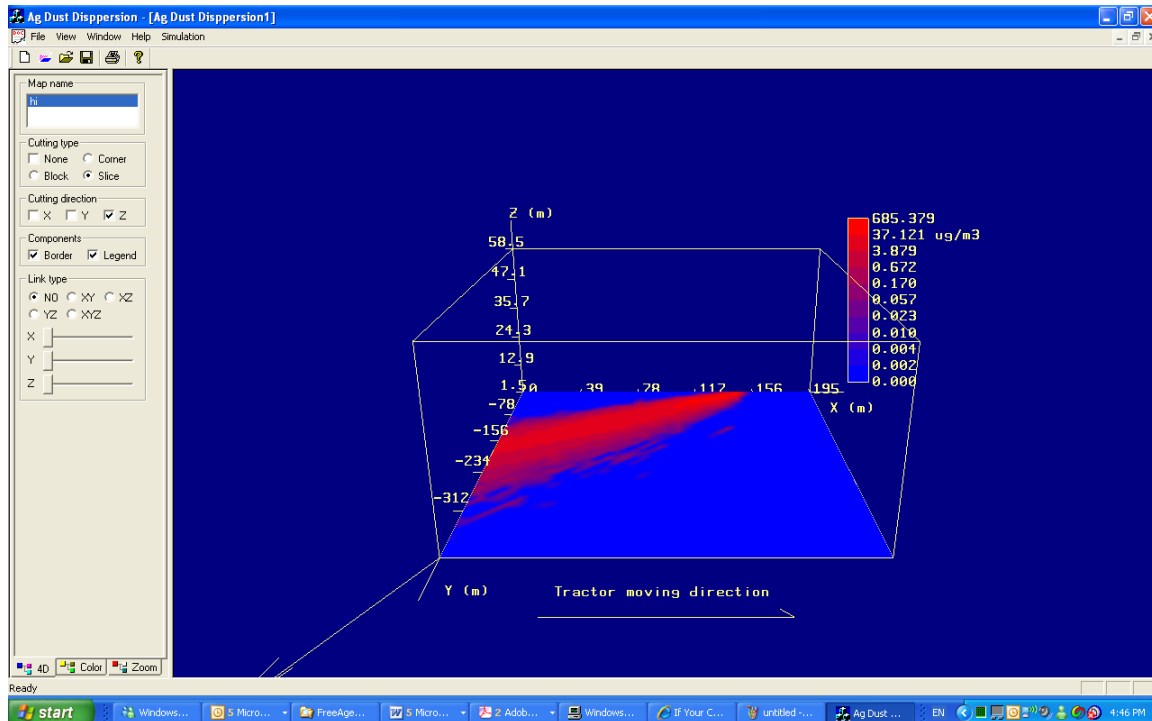 Ag Dust Disppersion - [Ag Dust Disppersion1]
File View Window Help Simulation
Map name
hi
Cutting type
None Corner
Block Slice
Cutting direction
X Y Z
Components
Border Legend
Link type
NO XY XZ
YZ XYZ
X
Y
Z
4D Color Zoom
Z (m)
58.5
47.1
35.7
24.3
12.9
1.5
0 39 78 117 156 195
X (m)
-78
-156
-234
-312
Y (m)
685.379
37.121 ug/m3
3.879
0.672
0.170
0.057
0.023
0.010
0.004
0.002
0.000
Tractor moving direction
Ready
start Windows... 5 Micro... FreeAge... 5 Micro... 2 Adob... Windows... If Your C... untitled -... Ag Dust ... EN 4:46 PM